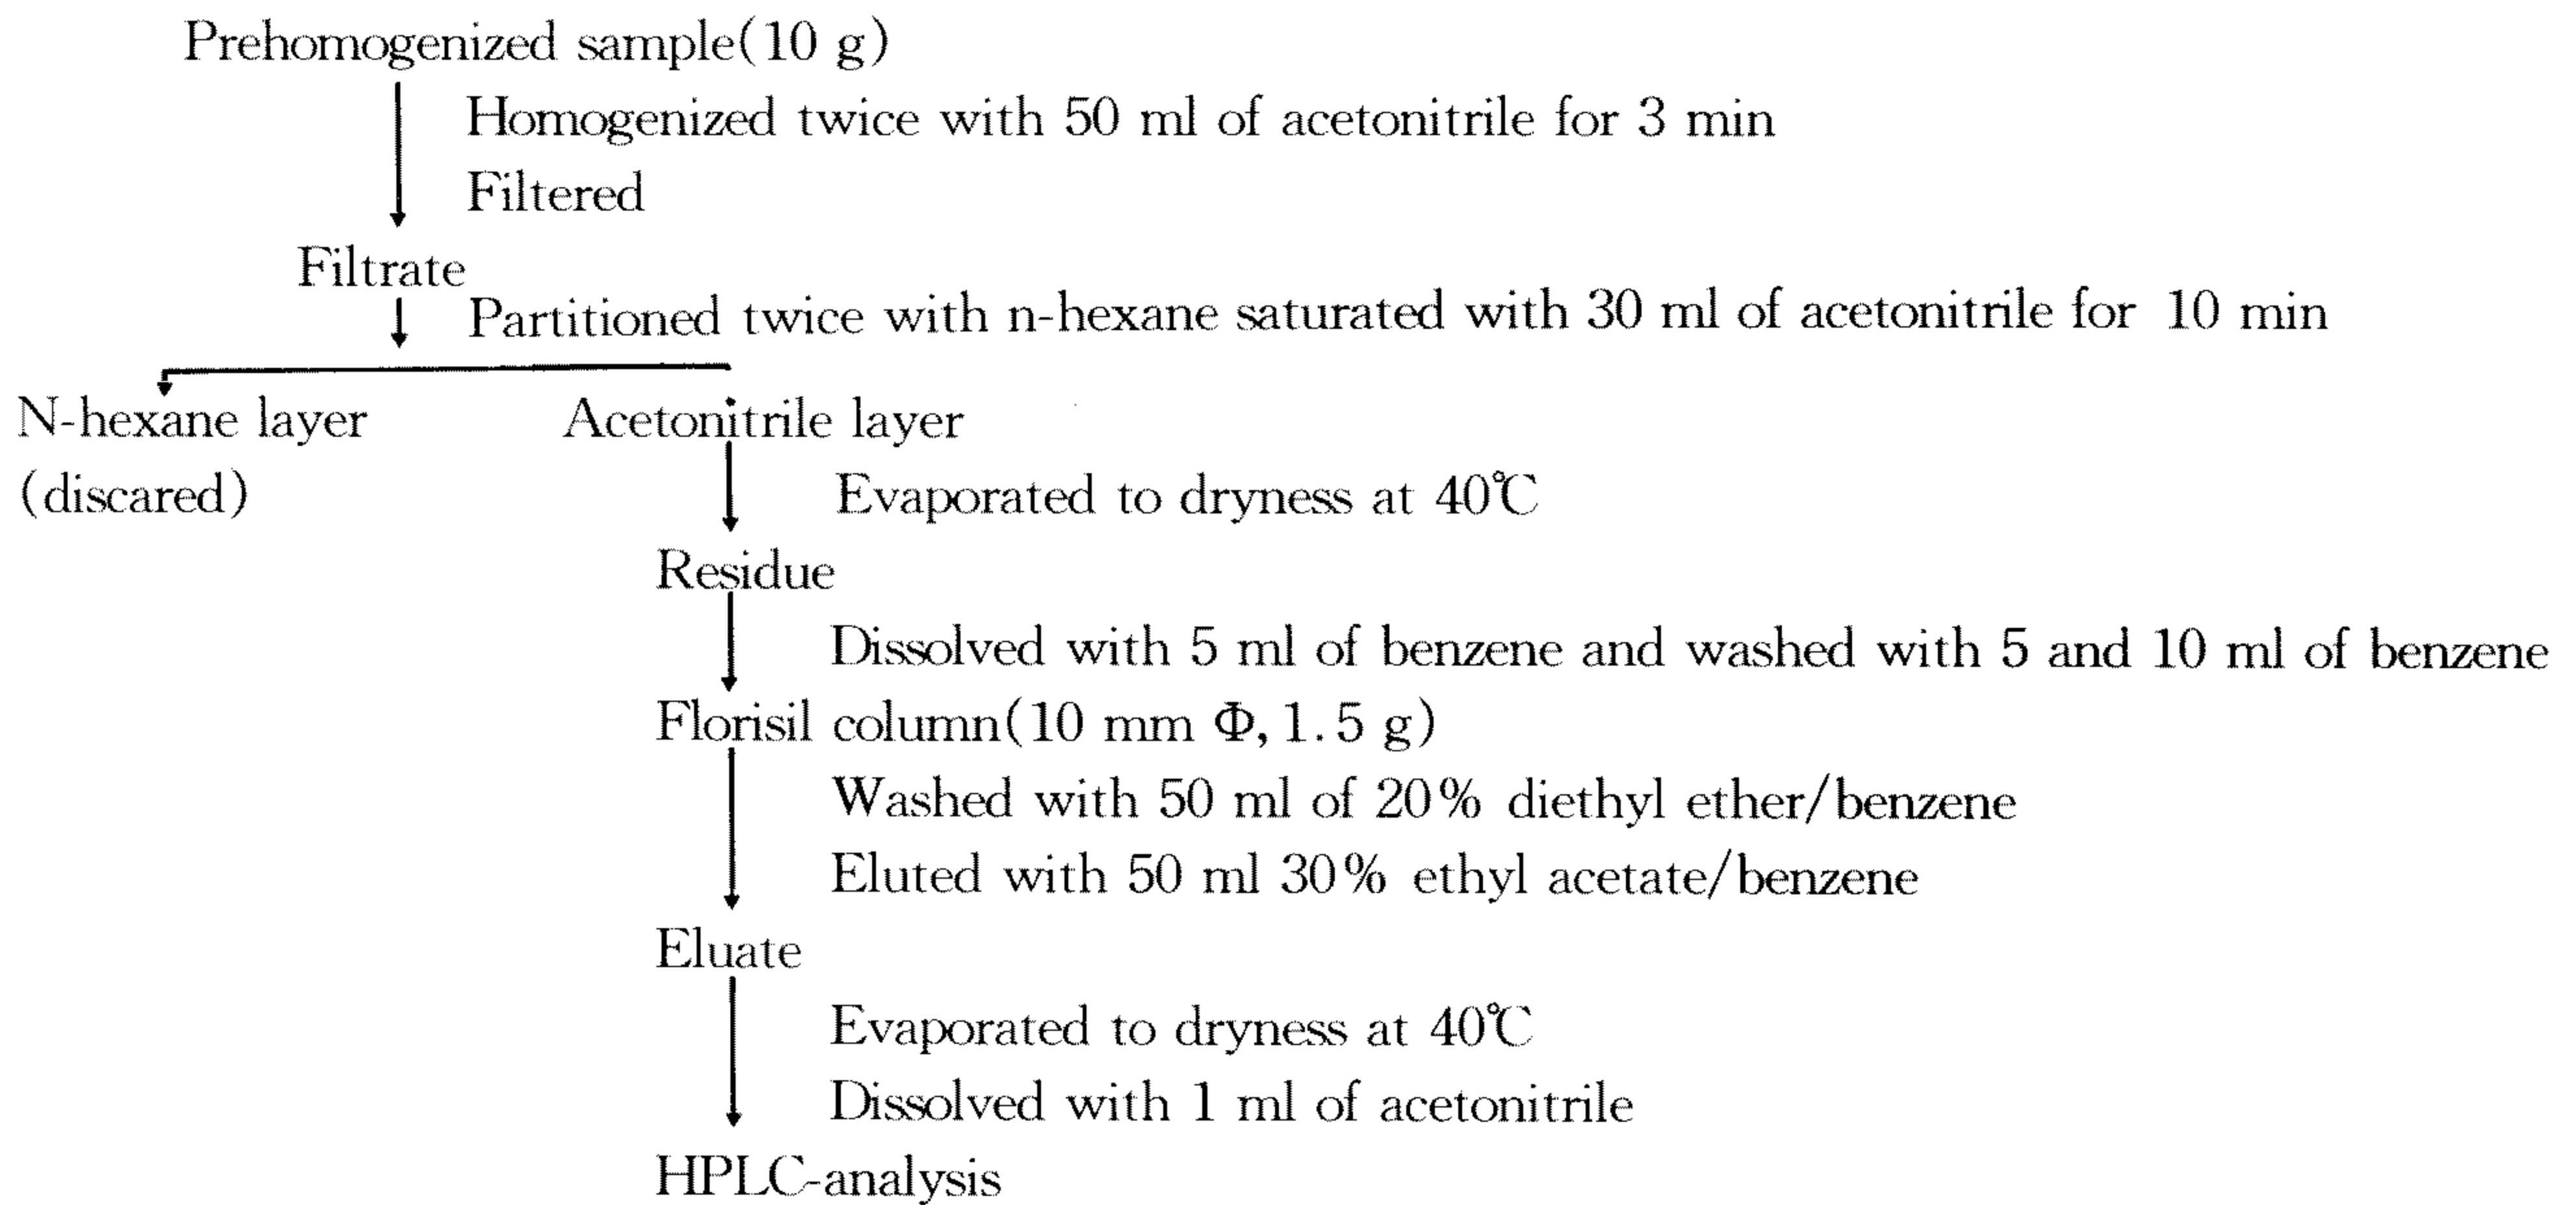 Prehomogenized sample(10 g)
Homogenized twice with 50 ml of acetonitrile for 3 min
Filtered
Filtrate
Partitioned twice with n-hexane saturated with 30 ml of acetonitrile for 10 min
N-hexane layer
Acetonitrile layer
(discared)
Evaporated to dryness at 40℃
Residue
Dissolved with 5 ml of benzene and washed with 5 and 10 ml of benzene
Florisil column(10 mm Φ, 1.5 g)
Washed with 50 ml of 20% diethyl ether/benzene
Eluted with 50 ml 30% ethyl acetate/benzene
Eluate
Evaporated to dryness at 40℃
Dissolved with 1 ml of acetonitrile
HPLC-analysis